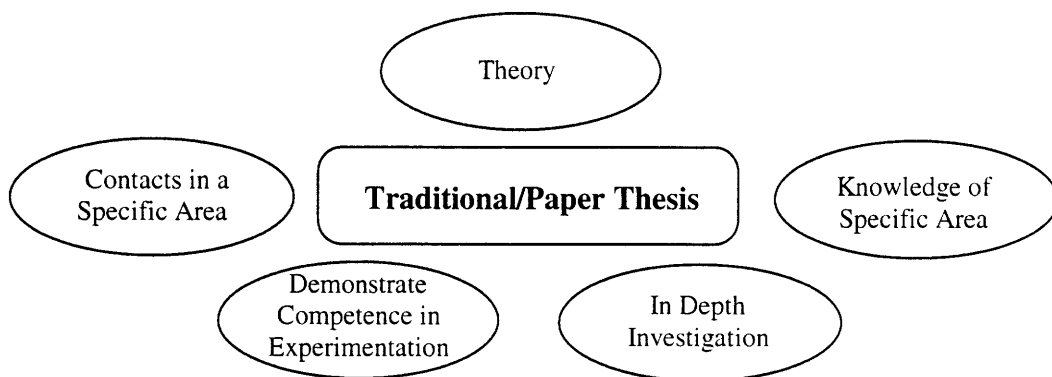 Theory
Contacts in a
Specific Area
Traditional/Paper Thesis
Knowledge of
Specific Area
Demonstrate
Competence in
Experimentation
In Depth
Investigation